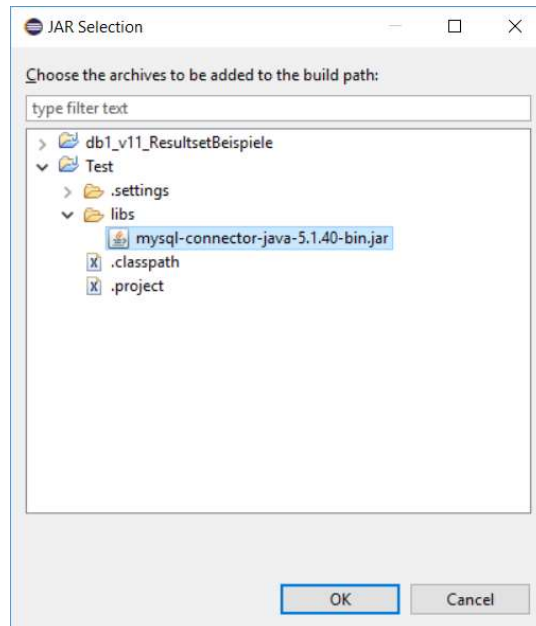 JAR Selection
Choose the archives to be added to the build path:
type filter text
db1_v11_ResultsetBeispiele
Test
.settings
libs
mysql-connector-java-5.1.40-bin.jar
.classpath
.project
OK Cancel